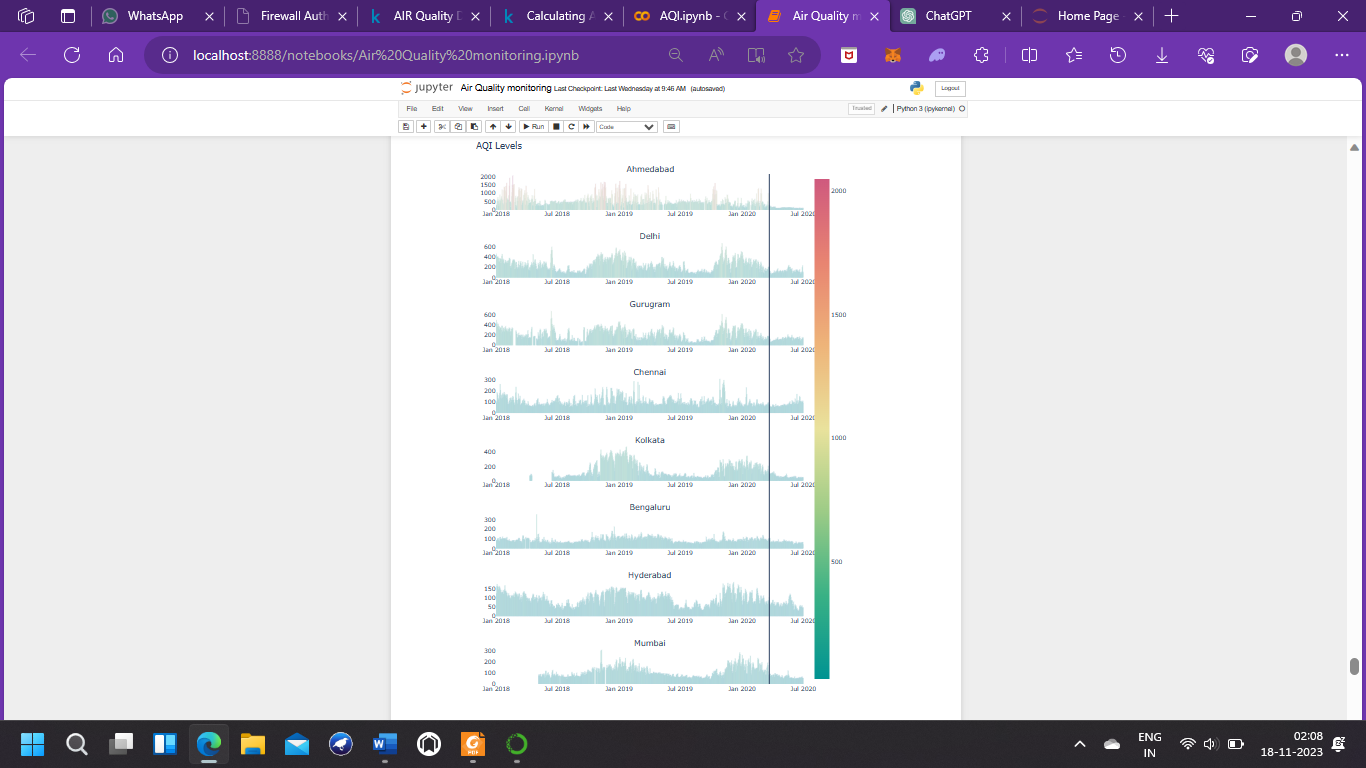 WhatsApp
Firewall Auth
AIR Quality D
Calculating A
AQI.ipynb - C
Air Quality m
ChatGPT
Home Page -
localhost:8888/notebooks/Air%20Quality%20monitoring.ipynb
jupyter Air Quality monitoring Last Checkpoint: Last Wednesday at 9:46 AM (autosaved)
Logout
File Edit View Insert Cell Kernel Widgets Help
Trusted
Python 3 (ipykernel)
Run
Code
AQI Levels
Ahmedabad
2000
1500
1000
500
0
Jan 2018 Jul 2018 Jan 2019 Jul 2019 Jan 2020 Jul 2020
Delhi
600
400
200
0
Jan 2018 Jul 2018 Jan 2019 Jul 2019 Jan 2020 Jul 2020
Gurugram
600
400
200
0
Jan 2018 Jul 2018 Jan 2019 Jul 2019 Jan 2020 Jul 2020
Chennai
300
200
100
0
Jan 2018 Jul 2018 Jan 2019 Jul 2019 Jan 2020 Jul 2020
Kolkata
400
200
0
Jan 2018 Jul 2018 Jan 2019 Jul 2019 Jan 2020 Jul 2020
Bengaluru
300
200
100
0
Jan 2018 Jul 2018 Jan 2019 Jul 2019 Jan 2020 Jul 2020
Hyderabad
150
100
50
0
Jan 2018 Jul 2018 Jan 2019 Jul 2019 Jan 2020 Jul 2020
Mumbai
300
200
100
0
Jan 2018 Jul 2018 Jan 2019 Jul 2019 Jan 2020 Jul 2020
2000
1500
1000
500
ENG
IN
02:08
18-11-2023